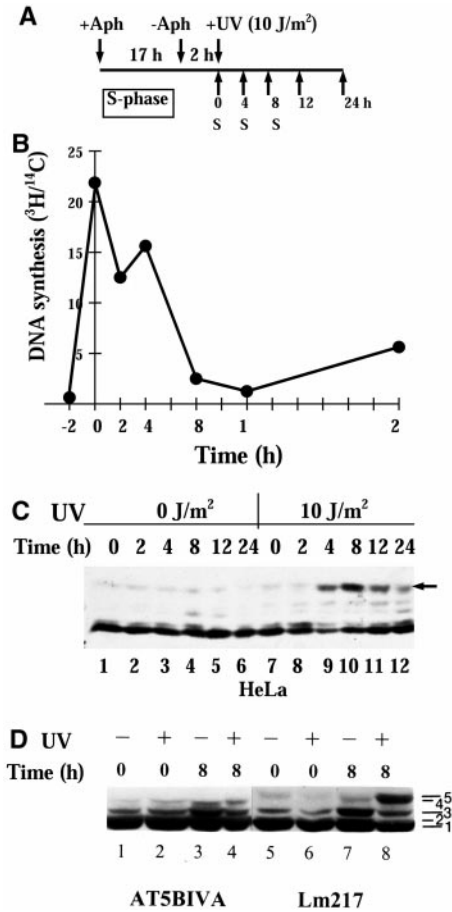 A
+Aph -Aph +UV (10 J/m²)
17 h 2 h
S-phase
0 4 8 12 24 h
S S S
B
DNA synthesis (³H/¹⁴C)
25
20
15
10
5
-2 0 2 4 8 1 2
Time (h)
C UV 0 J/m² 10 J/m²
Time (h) 0 2 4 8 12 24 0 2 4 8 12 24
1 2 3 4 5 6 7 8 9 10 11 12
HeLa
D UV − + − + − + − +
Time (h) 0 0 8 8 0 0 8 8
5
4
3
2
1
1 2 3 4 5 6 7 8
AT5BIVA Lm217